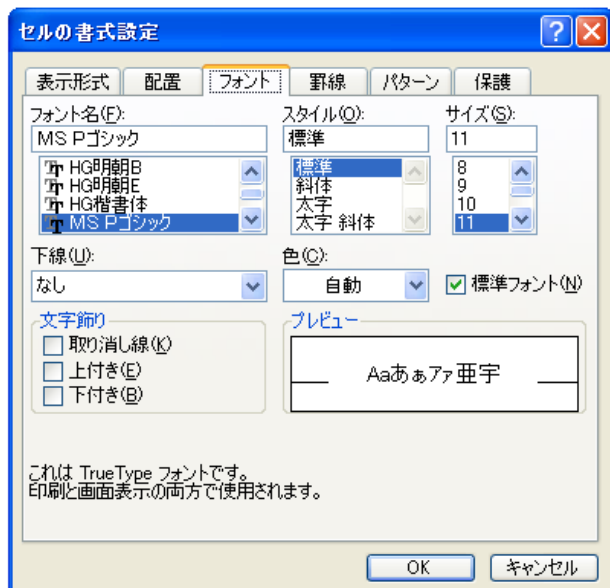 セルの書式設定
表示形式 配置 フォント 罫線 パターン 保護
フォント名(F): スタイル(O): サイズ(S):
MS Pゴシック 標準 11
HG明朝B 標準 8
HG明朝E 斜体 9
HG楷書体 太字 10
MS Pゴシック 太字 斜体 11
下線(U): 色(C):
なし 自動 標準フォント(N)
文字飾り プレビュー
取り消し線(K)
上付き(E) Aaあぁアァ亜宇
下付き(B)
これは TrueType フォントです。
印刷と画面表示の両方で使用されます。
OK キャンセル